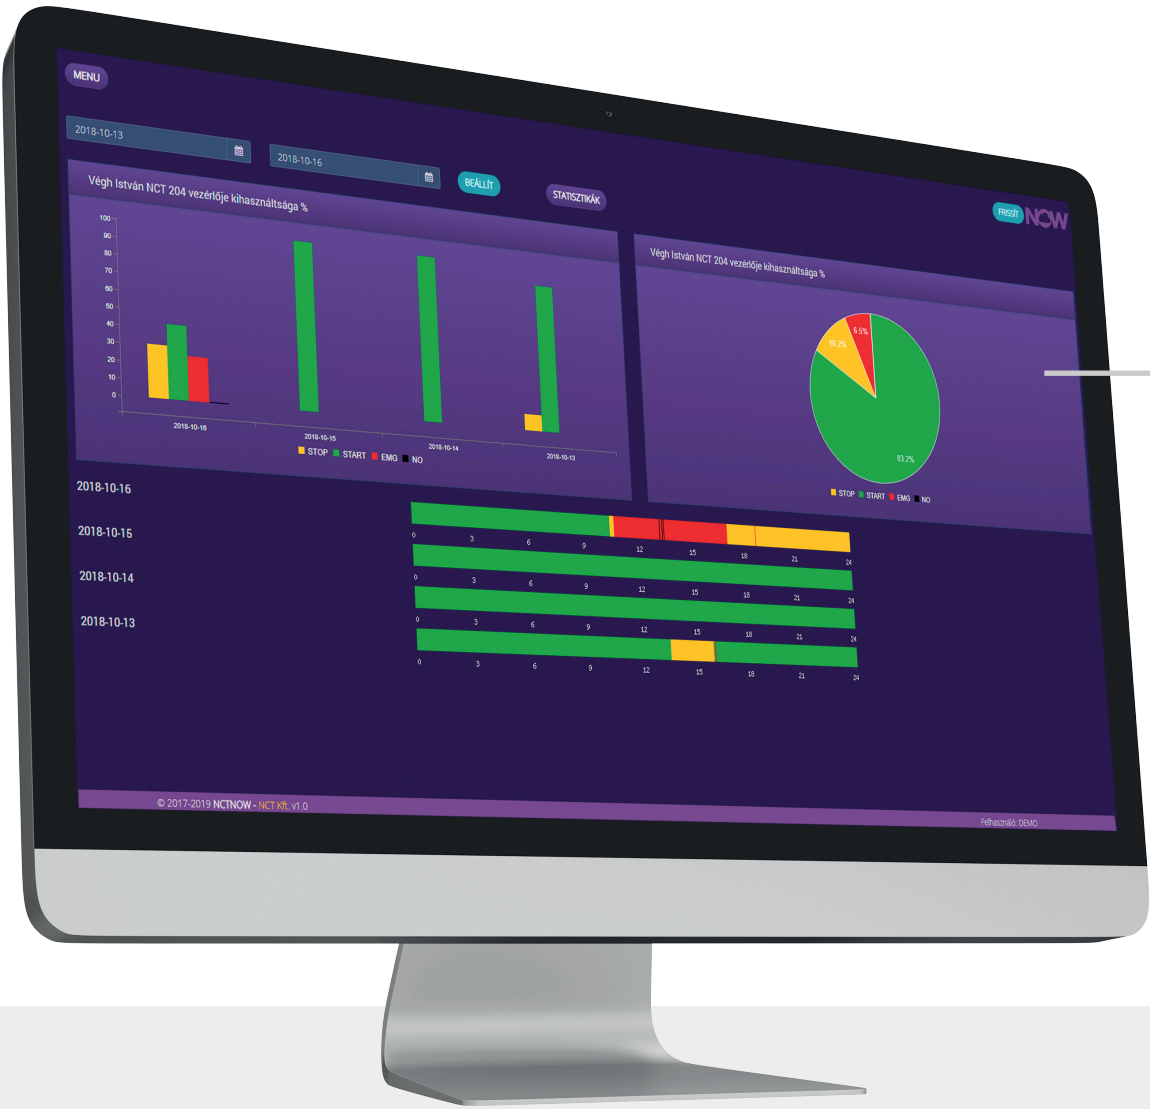 MENU
2018-10-13
2018-10-16
BEÁLLÍT
STATISZTIKÁK
FRISSÍT
NOW
Végh István NCT 204 vezérlője kihasználtsága %
100
90
80
70
60
50
40
30
20
10
0
2018-10-16
2018-10-15
2018-10-14
2018-10-13
STOP START EMG NO
Végh István NCT 204 vezérlője kihasználtsága %
6.5%
10.2%
83.2%
STOP START EMG NO
2018-10-16
0 3 6 9 12 15 18 21 24
2018-10-15
0 3 6 9 12 15 18 21 24
2018-10-14
0 3 6 9 12 15 18 21 24
2018-10-13
0 3 6 9 12 15 18 21 24
© 2017-2019 NCTNOW - NCT Kft. v1.0
Felhasználó: DEMO